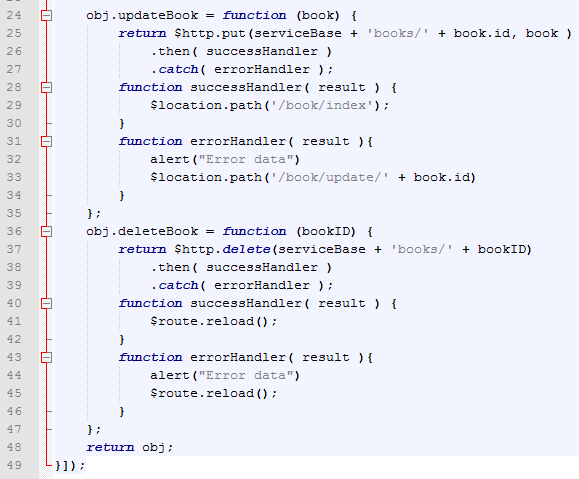 24 obj.updateBook = function (book) {
25 return $http.put(serviceBase + 'books/' + book.id, book )
26 .then( successHandler )
27 .catch( errorHandler );
28 function successHandler( result ) {
29 $location.path('/book/index');
30 }
31 function errorHandler( result ){
32 alert("Error data")
33 $location.path('/book/update/' + book.id)
34 }
35 };
36 obj.deleteBook = function (bookID) {
37 return $http.delete(serviceBase + 'books/' + bookID)
38 .then( successHandler )
39 .catch( errorHandler );
40 function successHandler( result ) {
41 $route.reload();
42 }
43 function errorHandler( result ){
44 alert("Error data")
45 $route.reload();
46 }
47 };
48 return obj;
49 }]);